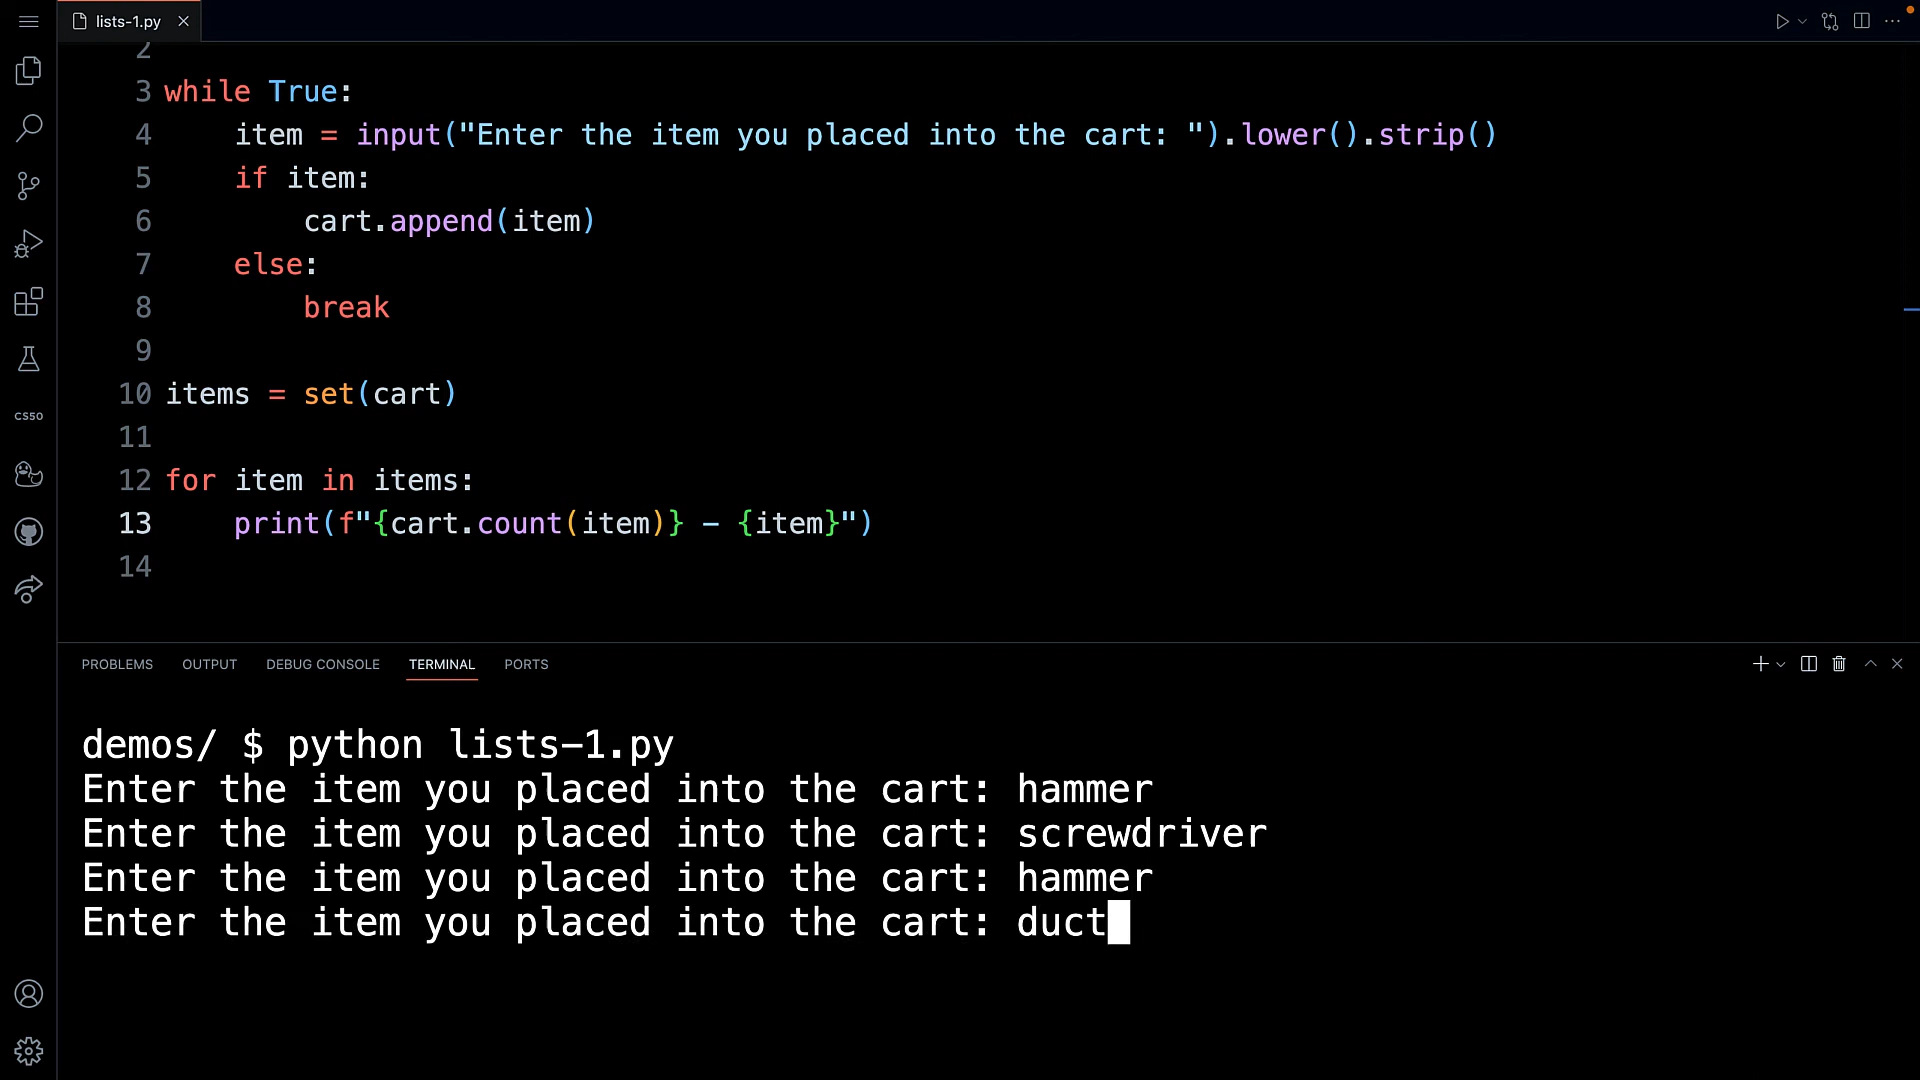 lists-1.py
2
3 while True:
4 item = input("Enter the item you placed into the cart: ").lower().strip()
5 if item:
6 cart.append(item)
7 else:
8 break
9
10 items = set(cart)
11
12 for item in items:
13 print(f"{cart.count(item)} - {item}")
14
CS50
PROBLEMS OUTPUT DEBUG CONSOLE TERMINAL PORTS
demos/ $ python lists-1.py
Enter the item you placed into the cart: hammer
Enter the item you placed into the cart: screwdriver
Enter the item you placed into the cart: hammer
Enter the item you placed into the cart: duct